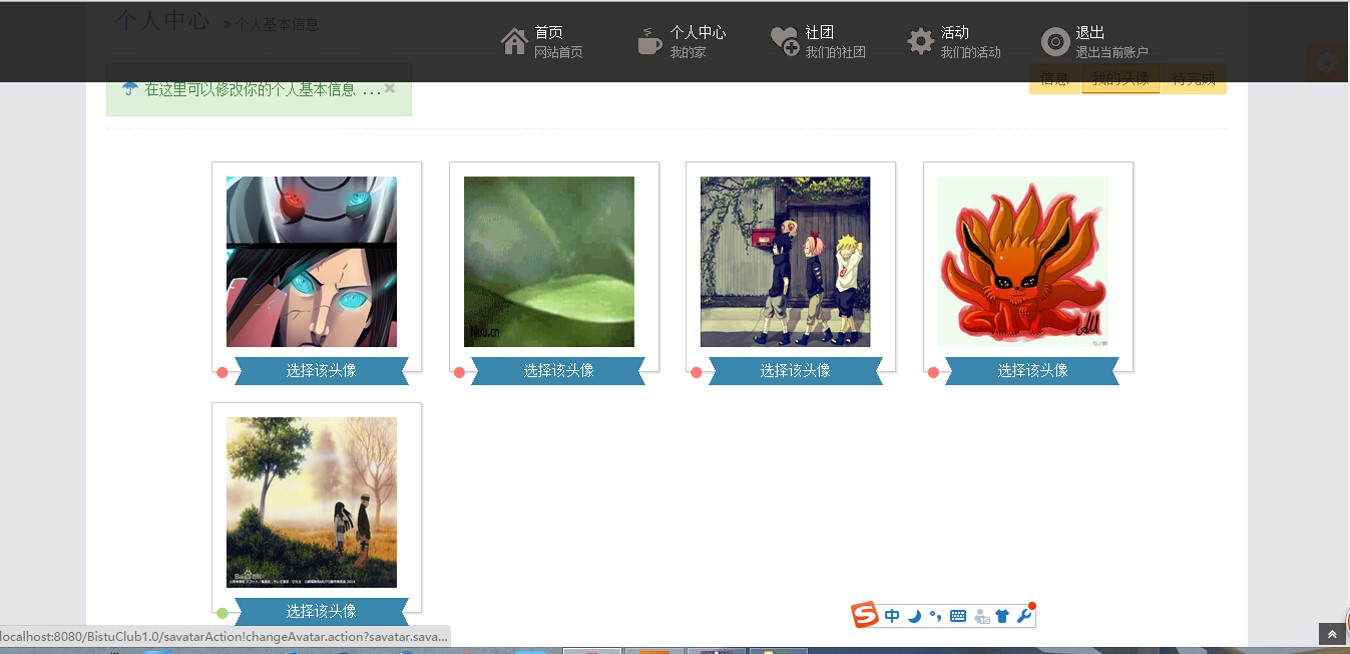 个人中心 » 个人基本信息
首页
网站首页
个人中心
我的家
社团
我们的社团
活动
我们的活动
退出
退出当前账户
在这里可以修改你的个人基本信息 ...
信息
我的头像
待完成
Nipu.cn
选择该头像
选择该头像
选择该头像
选择该头像
选择该头像
中
localhost:8080/BistuClub1.0/savatarAction!changeAvatar.action?savatar.sava...